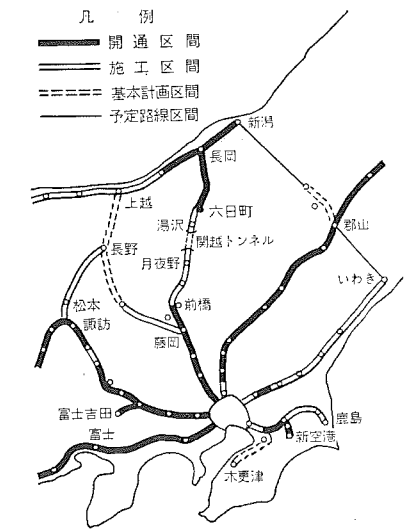 凡 例
開通区間
施工区間
基本計画区間
予定路線区間
新潟
長岡
上越
六日町
湯沢
関越トンネル
郡山
長野
月夜野
いわき
松本
前橋
諏訪
藤岡
富士吉田
鹿島
富士
新空港
木更津